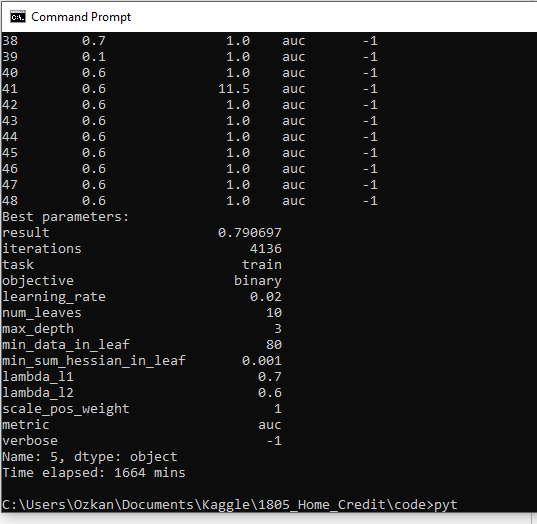 Command Prompt
38 0.7 1.0 auc -1
39 0.1 1.0 auc -1
40 0.6 1.0 auc -1
41 0.6 11.5 auc -1
42 0.6 1.0 auc -1
43 0.6 1.0 auc -1
44 0.6 1.0 auc -1
45 0.6 1.0 auc -1
46 0.6 1.0 auc -1
47 0.6 1.0 auc -1
48 0.6 1.0 auc -1
Best parameters:
result 0.790697
iterations 4136
task train
objective binary
learning_rate 0.02
num_leaves 10
max_depth 3
min_data_in_leaf 80
min_sum_hessian_in_leaf 0.001
lambda_l1 0.7
lambda_l2 0.6
scale_pos_weight 1
metric auc
verbose -1
Name: 5, dtype: object
Time elapsed: 1664 mins
C:\Users\Ozkan\Documents\Kaggle\1805_Home_Credit\code>pyt